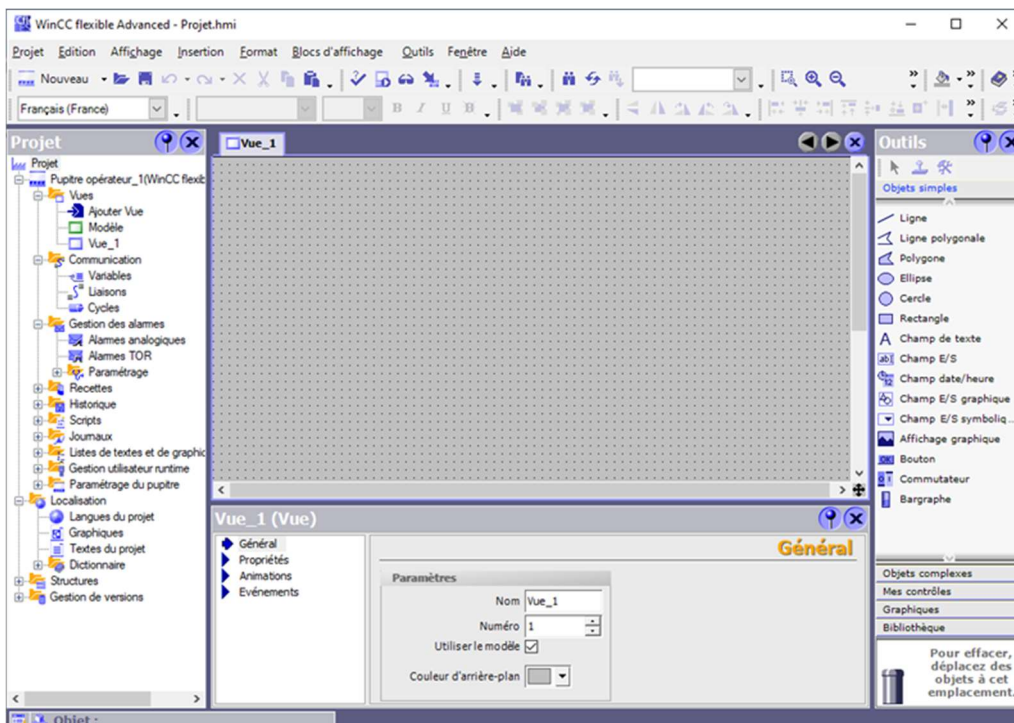 WinCC flexible Advanced - Projet.hmi
Projet Edition Affichage Insertion Format Blocs d'affichage Outils Fenêtre Aide
Nouveau
Français (France)
B I U B
Projet
Projet
Pupitre opérateur_1(WinCC flexib
Vues
Ajouter Vue
Modèle
Vue_1
Communication
Variables
Liaisons
Cycles
Gestion des alarmes
Alarmes analogiques
Alarmes TOR
Paramétrage
Recettes
Historique
Scripts
Journaux
Listes de textes et de graphic
Gestion utilisateur runtime
Paramétrage du pupitre
Localisation
Langues du projet
Graphiques
Textes du projet
Dictionnaire
Structures
Gestion de versions
Vue_1
Vue_1 (Vue)
Général
Propriétés
Animations
Evénements
Général
Paramètres
Nom Vue_1
Numéro 1
Utiliser le modèle
Couleur d'arrière-plan
Outils
Objets simples
Ligne
Ligne polygonale
Polygone
Ellipse
Cercle
Rectangle
A Champ de texte
Champ E/S
Champ date/heure
Champ E/S graphique
Champ E/S symboliq...
Affichage graphique
OK Bouton
Commutateur
Bargraphe
Objets complexes
Mes contrôles
Graphiques
Bibliothèque
Pour effacer,
déplacez des
objets à cet
emplacement.
Objet :